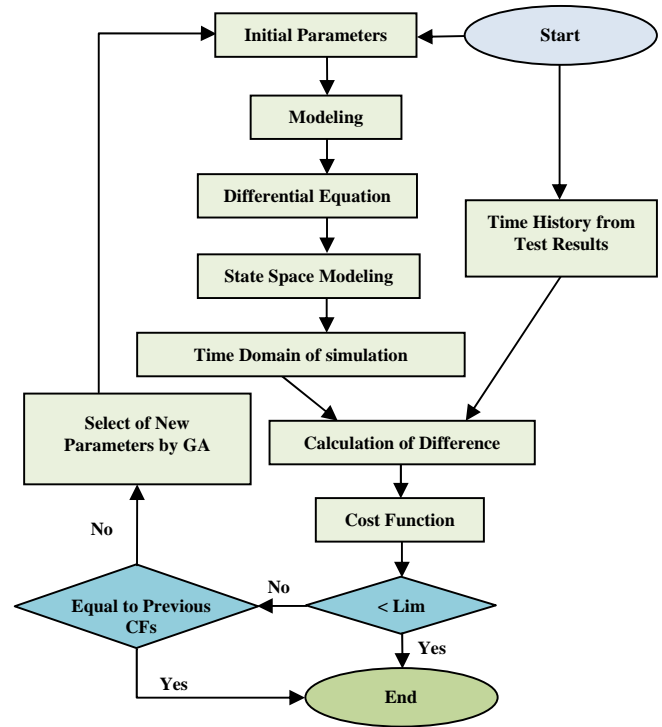 Initial Parameters
Start
Modeling
Differential Equation
Time History from
Test Results
State Space Modeling
Time Domain of simulation
Select of New
Parameters by GA
Calculation of Difference
Cost Function
No
No
Equal to Previous
CFs
< Lim
Yes
Yes
End